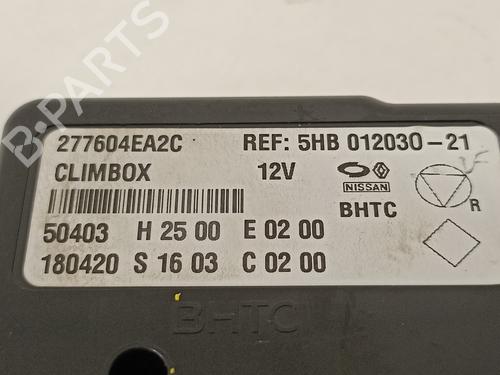 B-PARTS
277604EA2C REF: 5HB 012030-21
CLIMBOX 12V
NISSAN
BHTC R
50403 H 25 00 E 02 00
180420 S 16 03 C 02 00
BHTC